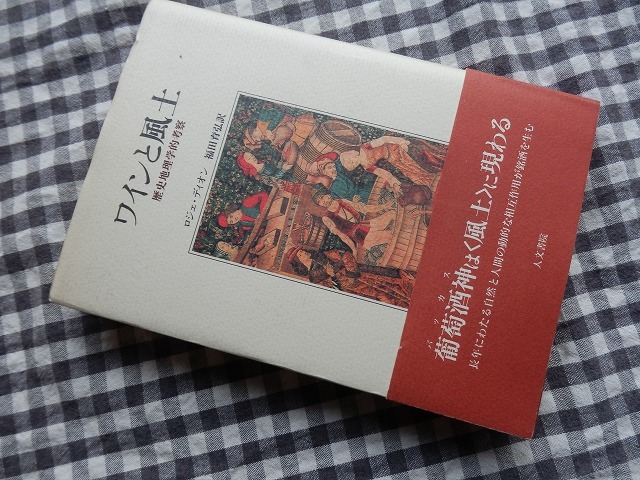 ワインと風土
歴史地理学的考察
ロジェ・ディオン 福田育弘訳
バッカス
葡萄酒神は〈風土〉に現わる
長年にわたる自然と人間の動的な相互作用が銘酒を生む
人文書院